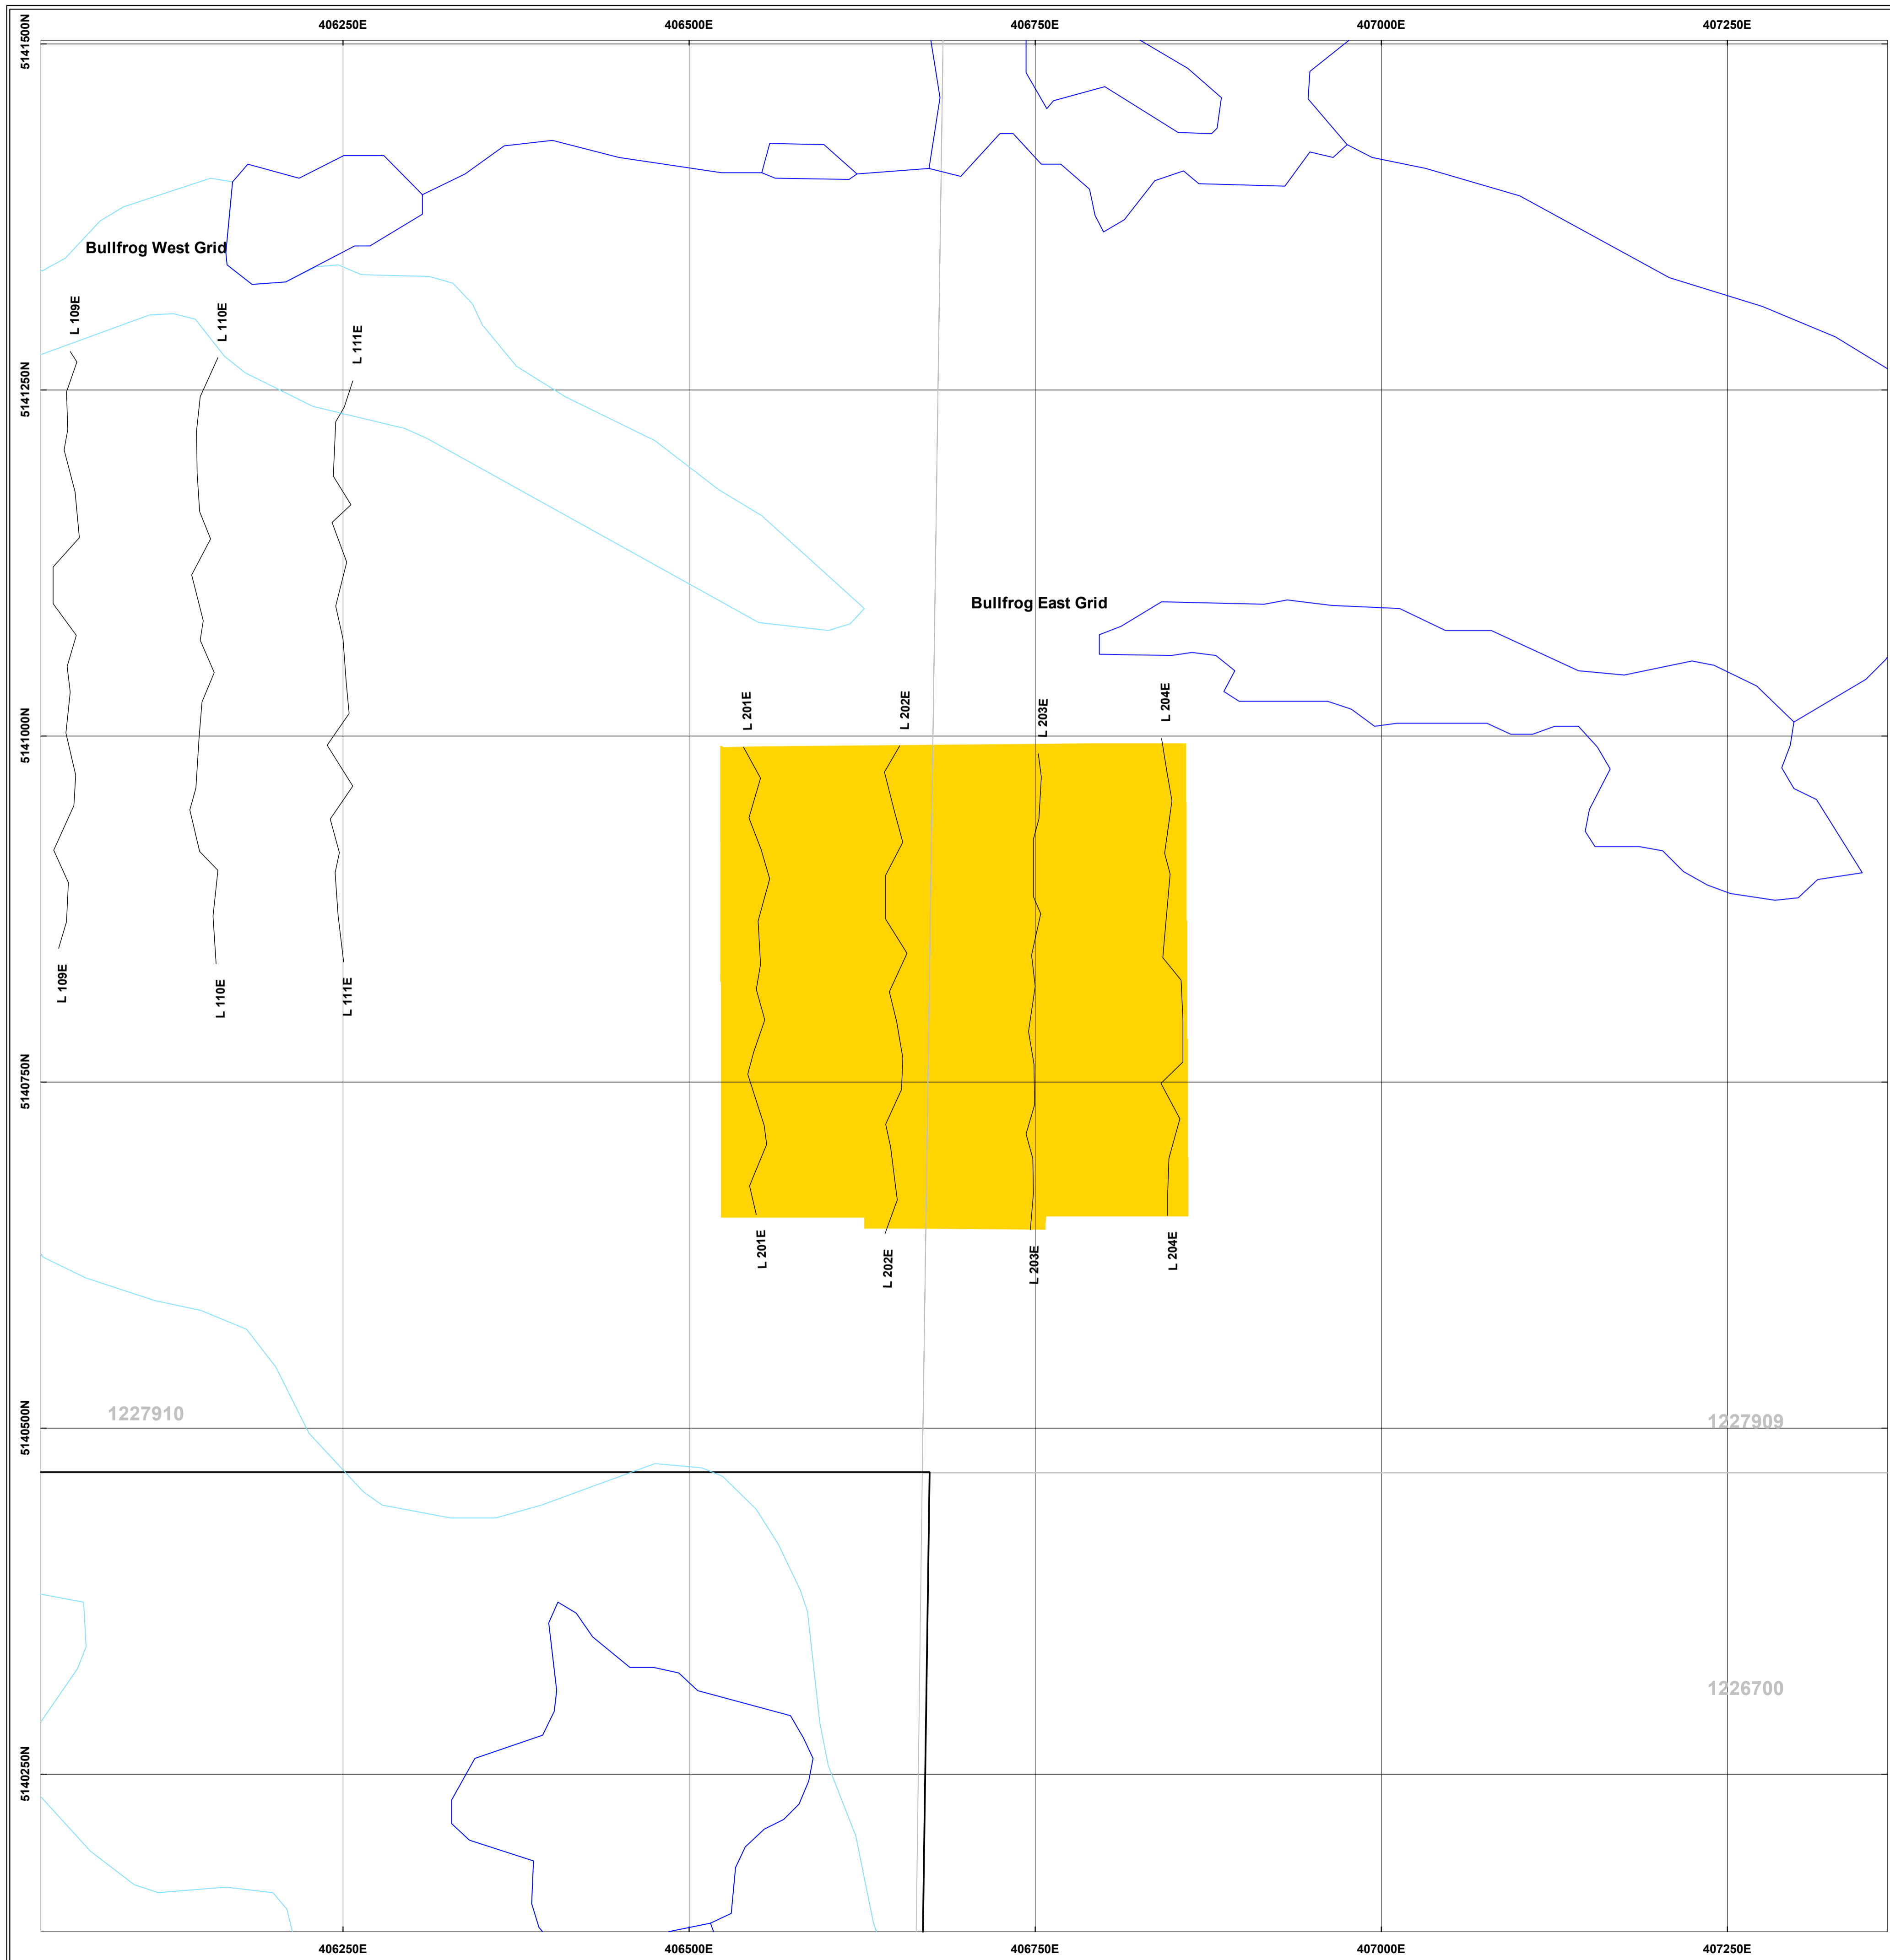 406250E 406500E 406750E 407000E 407250E
5141500N
Bullfrog West Grid
L 109E
L 110E
L 111E
5141250N
Bullfrog East Grid
L 201E
L 202E
L 203E
L 204E
5141000N
L 109E
L 110E
L 111E
5140750N
L 201E
L 202E
L 203E
L 204E
1227910
1227909
5140500N
1226700
5140250N
406250E 406500E 406750E 407000E 407250E